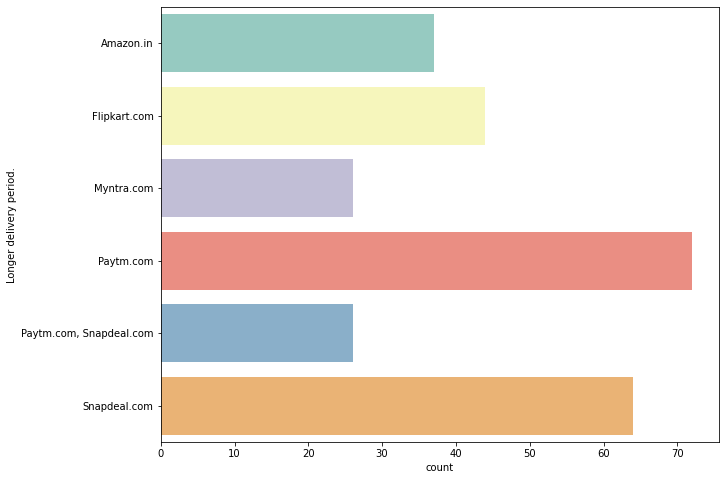 Amazon.in
Flipkart.com
Myntra.com
Paytm.com
Paytm.com, Snapdeal.com
Snapdeal.com
Longer delivery period.
0 10 20 30 40 50 60 70
count